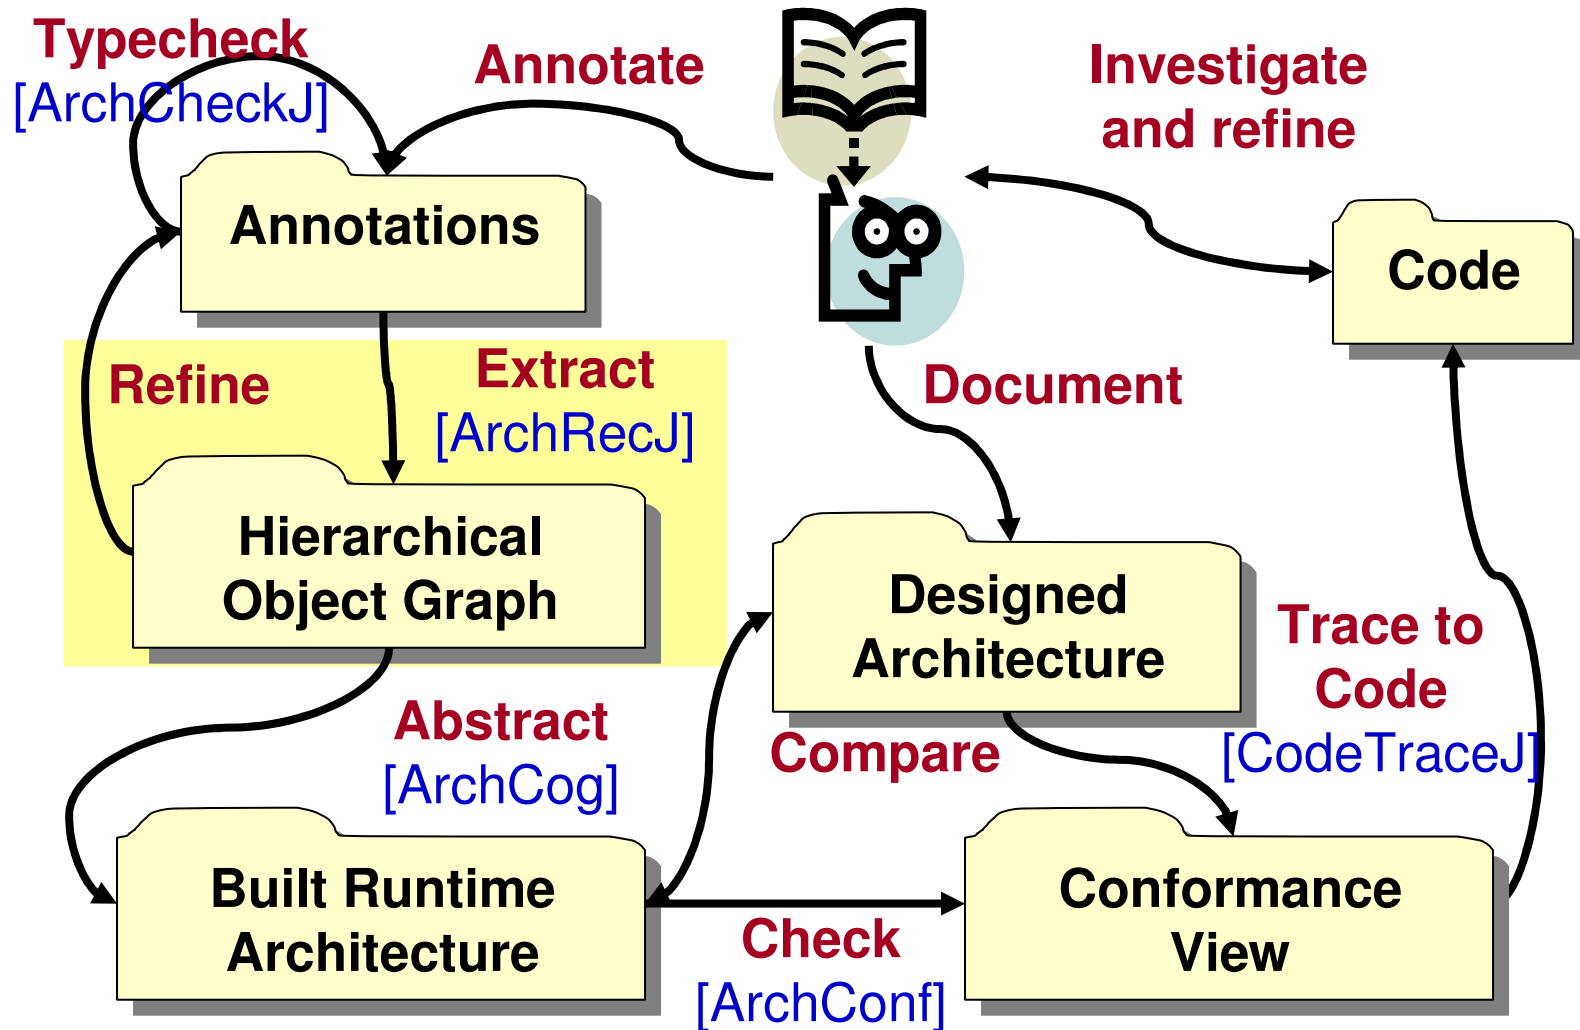 Typecheck
[ArchCheckJ]
Annotate
Investigate
and refine
Annotations
Code
Refine
Extract
[ArchRecJ]
Document
Hierarchical
Object Graph
Designed
Architecture
Trace to
Code
[CodeTraceJ]
Abstract
[ArchCog]
Compare
Built Runtime
Architecture
Check
[ArchConf]
Conformance
View